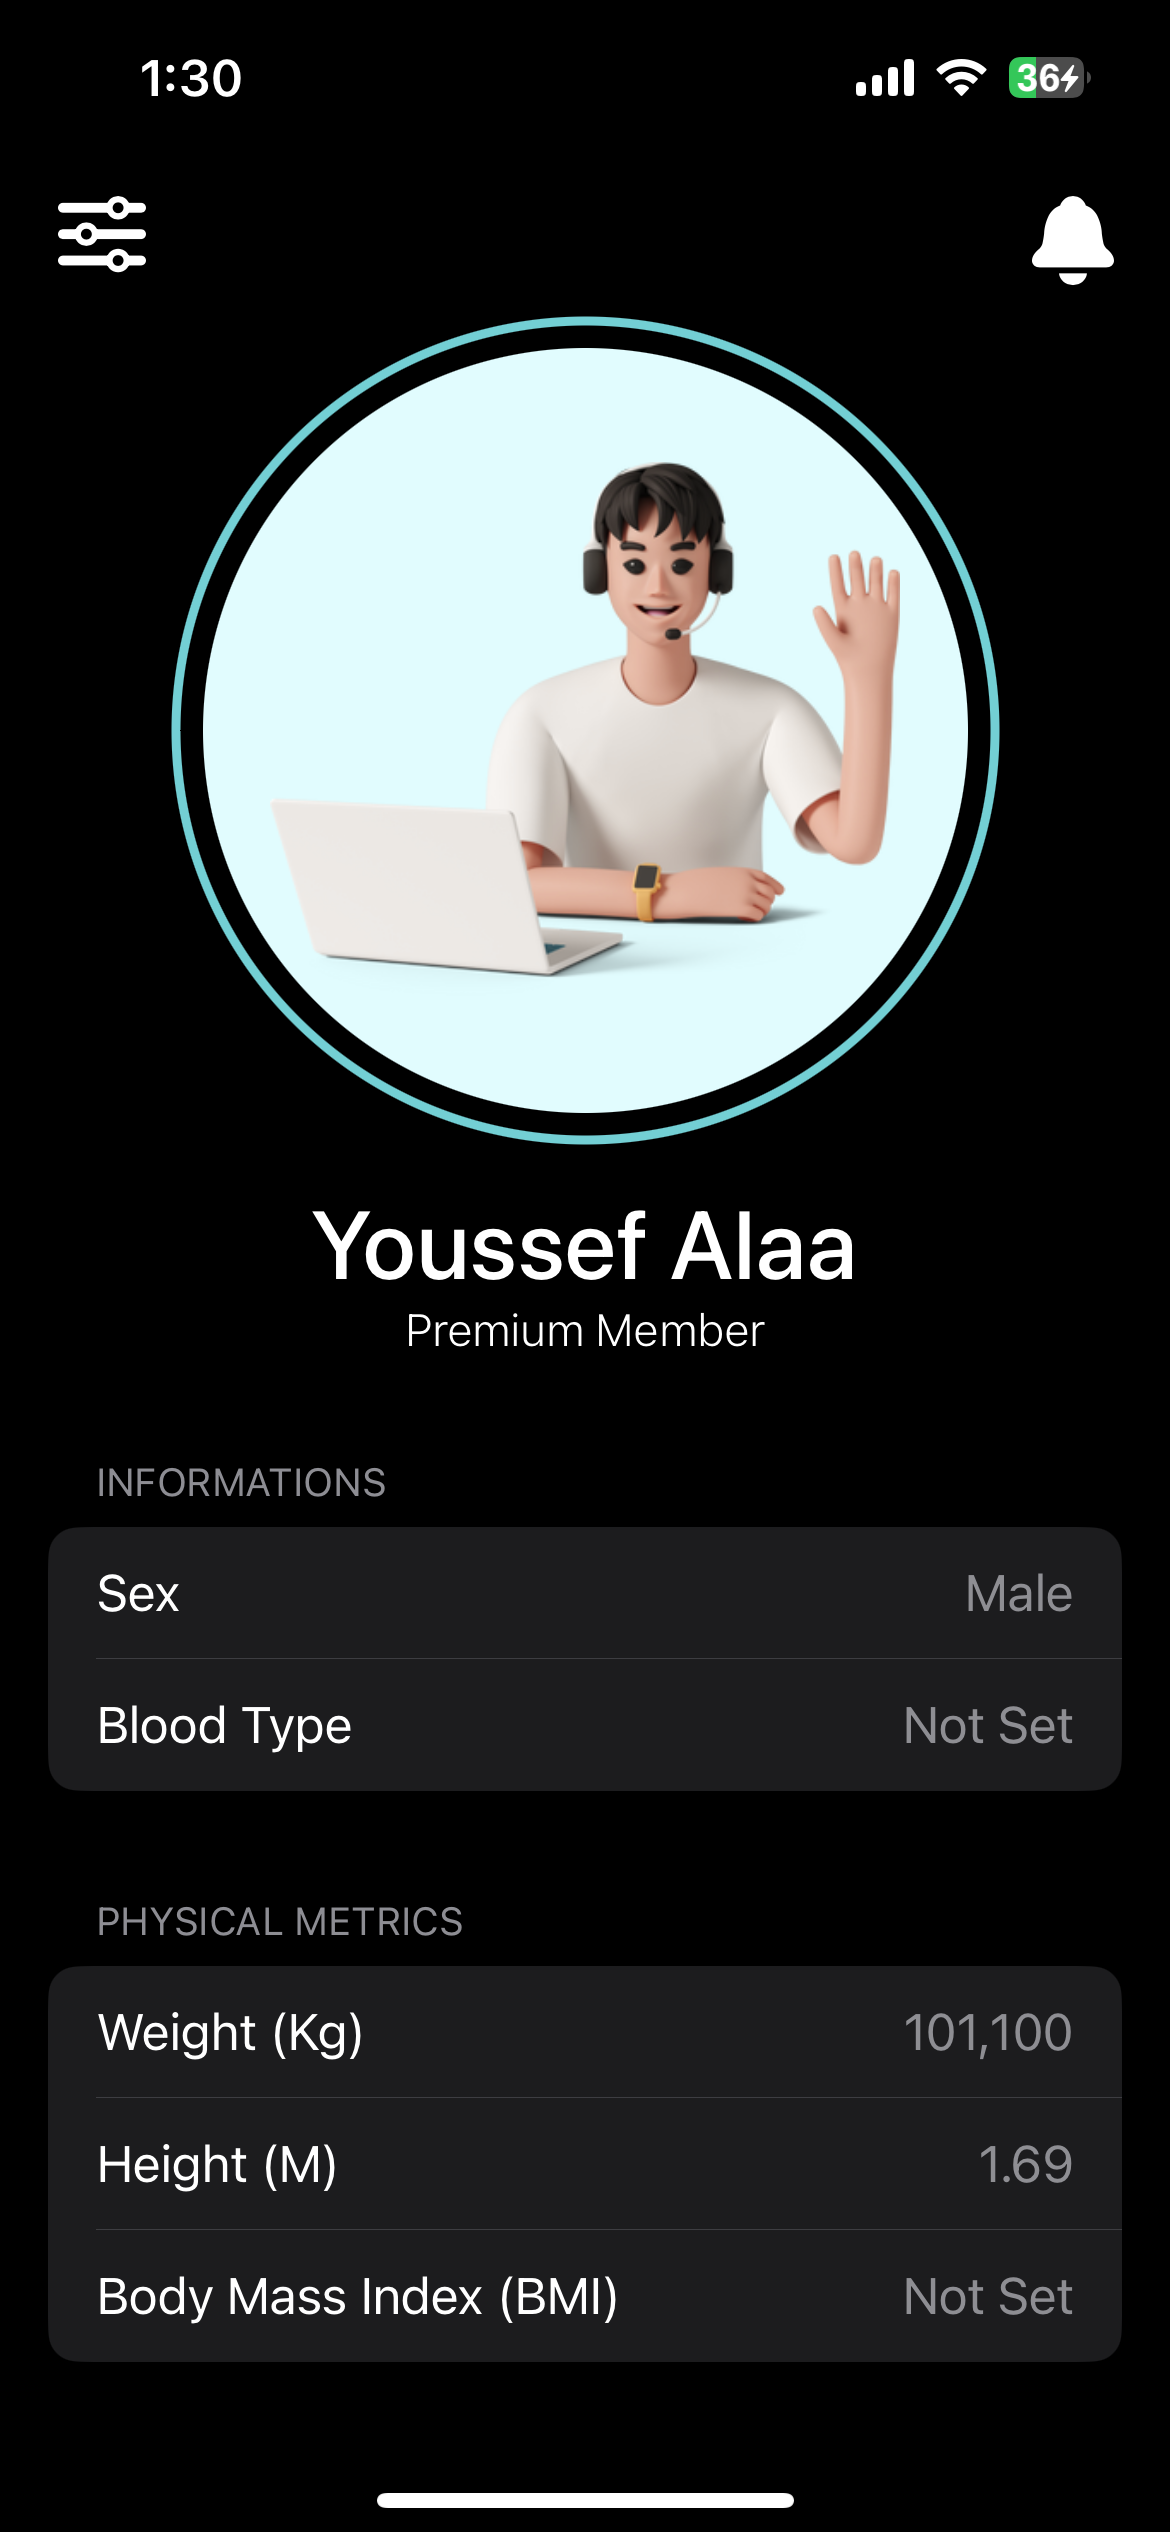 1:30
36
Youssef Alaa
Premium Member
INFORMATIONS
Sex Male
Blood Type Not Set
PHYSICAL METRICS
Weight (Kg) 101,100
Height (M) 1.69
Body Mass Index (BMI) Not Set